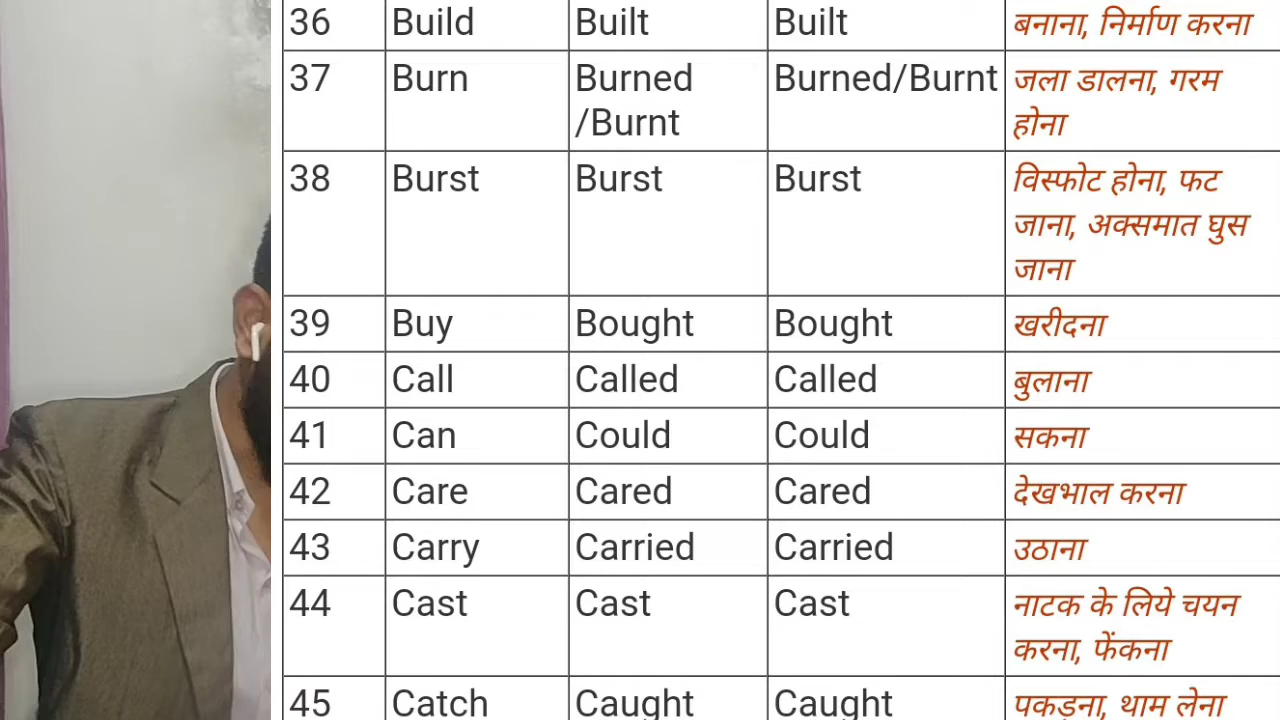 36 Build Built Built बनाना, निर्माण करना
37 Burn Burned Burned/Burnt जला डालना, गरम
/Burnt होना
38 Burst Burst Burst विस्फोट होना, फट
जाना, अक्समात घुस
जाना
39 Buy Bought Bought खरीदना
40 Call Called Called बुलाना
41 Can Could Could सकना
42 Care Cared Cared देखभाल करना
43 Carry Carried Carried उठाना
44 Cast Cast Cast नाटक के लिये चयन
करना, फेंकना
45 Catch Caught Caught पकड़ना, थाम लेना